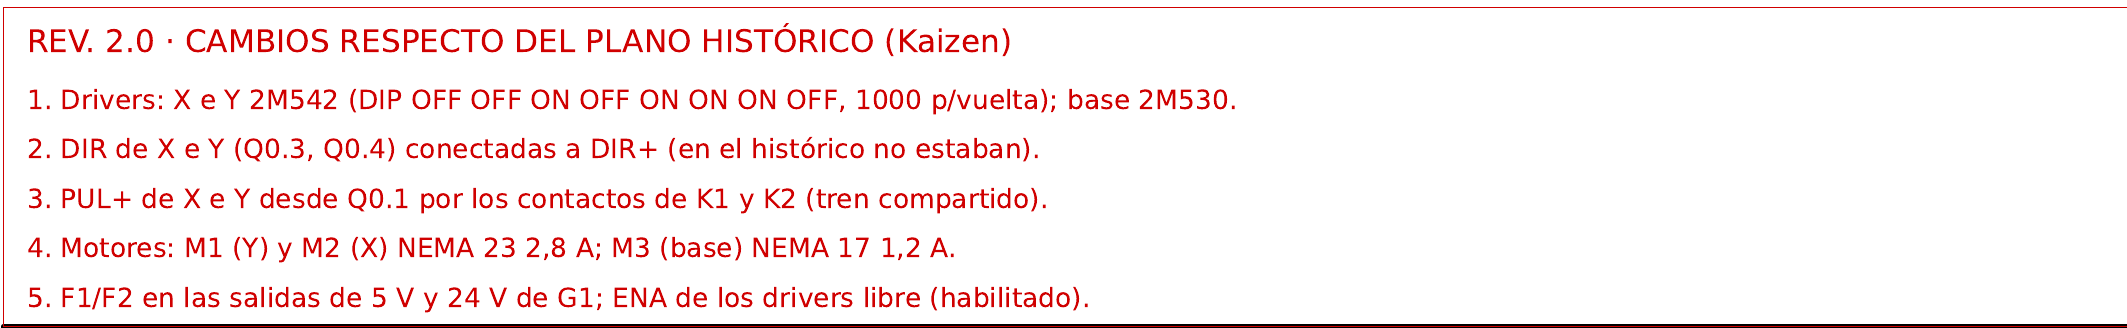 REV. 2.0 · CAMBIOS RESPECTO DEL PLANO HISTÓRICO (Kaizen)
1. Drivers: X e Y 2M542 (DIP OFF OFF ON OFF ON ON ON OFF, 1000 p/vuelta); base 2M530.
2. DIR de X e Y (Q0.3, Q0.4) conectadas a DIR+ (en el histórico no estaban).
3. PUL+ de X e Y desde Q0.1 por los contactos de K1 y K2 (tren compartido).
4. Motores: M1 (Y) y M2 (X) NEMA 23 2,8 A; M3 (base) NEMA 17 1,2 A.
5. F1/F2 en las salidas de 5 V y 24 V de G1; ENA de los drivers libre (habilitado).